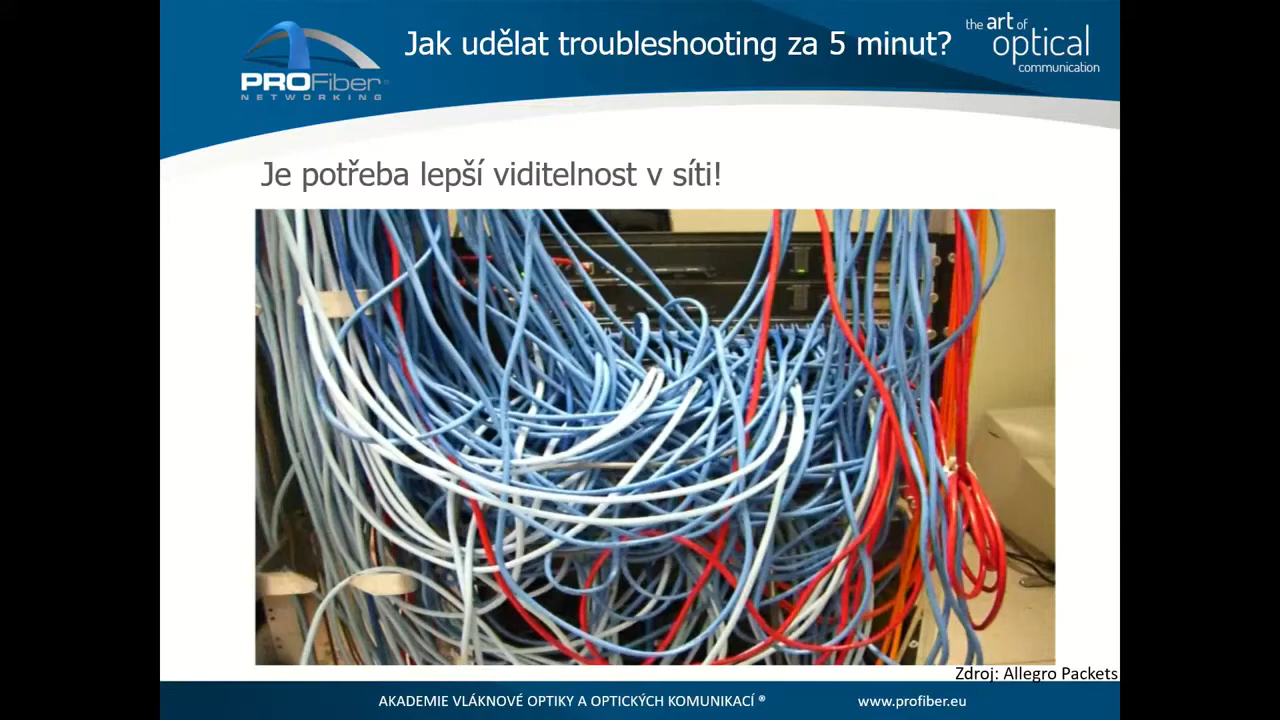 PROFiber
NETWORKING
Jak udělat troubleshooting za 5 minut?
the art of
optical
communication
Je potřeba lepší viditelnost v síti!
Zdroj: Allegro Packets
AKADEMIE VLÁKNOVÉ OPTIKY A OPTICKÝCH KOMUNIKACÍ ®
www.profiber.eu